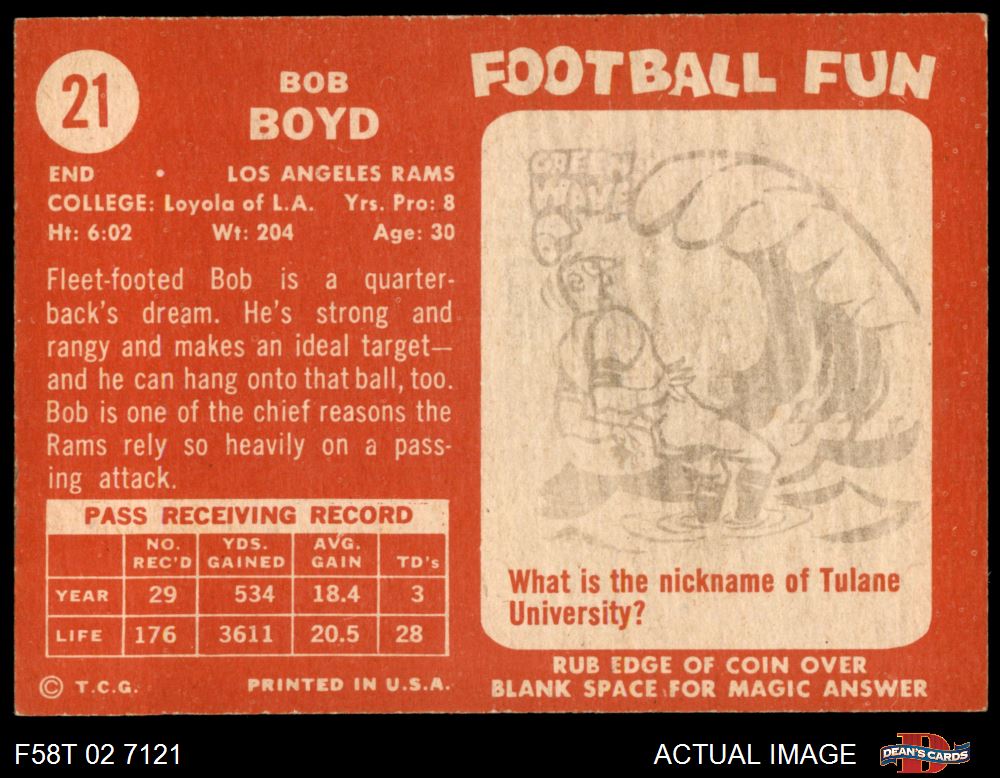 21
BOB
BOYD
END • LOS ANGELES RAMS
COLLEGE: Loyola of L.A. Yrs. Pro: 8
Ht: 6:02 Wt: 204 Age: 30
Fleet-footed Bob is a quarter-
back's dream. He's strong and
rangy and makes an ideal target—
and he can hang onto that ball, too.
Bob is one of the chief reasons the
Rams rely so heavily on a pass-
ing attack.
PASS RECEIVING RECORD
NO. REC'D YDS. GAINED AVG. GAIN TD's
YEAR 29 534 18.4 3
LIFE 176 3611 20.5 28
© T.C.G. PRINTED IN U.S.A.
FOOTBALL FUN
GREEN
WAVE
What is the nickname of Tulane
University?
RUB EDGE OF COIN OVER
BLANK SPACE FOR MAGIC ANSWER
F58T 02 7121
ACTUAL IMAGE
D
DEAN'S CARDS